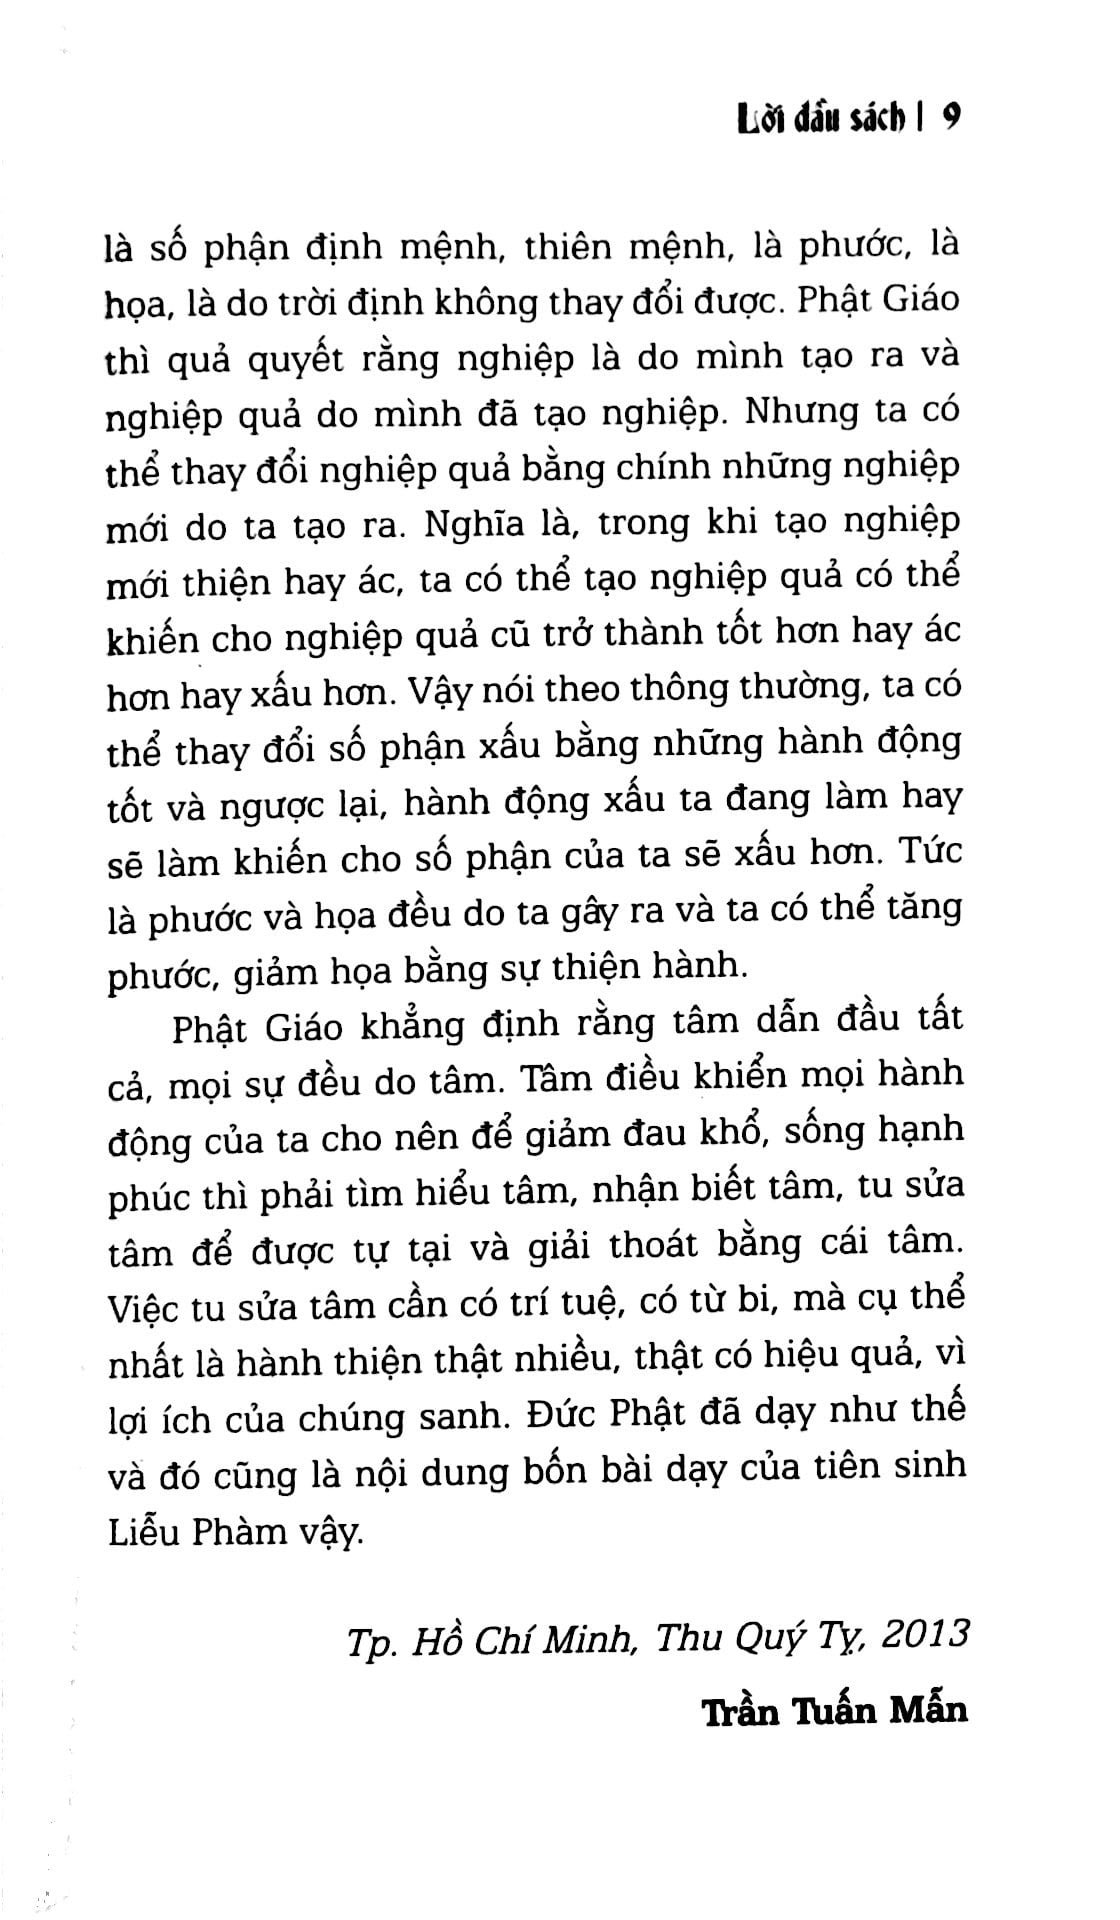 Lời đầu sách | 9
là số phận định mệnh, thiên mệnh, là phước, là
họa, là do trời định không thay đổi được. Phật Giáo
thì quả quyết rằng nghiệp là do mình tạo ra và
nghiệp quả do mình đã tạo nghiệp. Nhưng ta có
thể thay đổi nghiệp quả bằng chính những nghiệp
mới do ta tạo ra. Nghĩa là, trong khi tạo nghiệp
mới thiện hay ác, ta có thể tạo nghiệp quả có thể
khiến cho nghiệp quả cũ trở thành tốt hơn hay ác
hơn hay xấu hơn. Vậy nói theo thông thường, ta có
thể thay đổi số phận xấu bằng những hành động
tốt và ngược lại, hành động xấu ta đang làm hay
sẽ làm khiến cho số phận của ta sẽ xấu hơn. Tức
là phước và họa đều do ta gây ra và ta có thể tăng
phước, giảm họa bằng sự thiện hành.
Phật Giáo khẳng định rằng tâm dẫn đầu tất
cả, mọi sự đều do tâm. Tâm điều khiển mọi hành
động của ta cho nên để giảm đau khổ, sống hạnh
phúc thì phải tìm hiểu tâm, nhận biết tâm, tu sửa
tâm để được tự tại và giải thoát bằng cái tâm.
Việc tu sửa tâm cần có trí tuệ, có từ bi, mà cụ thể
nhất là hành thiện thật nhiều, thật có hiệu quả, vì
lợi ích của chúng sanh. Đức Phật đã dạy như thế
và đó cũng là nội dung bốn bài dạy của tiên sinh
Liễu Phàm vậy.
Tp. Hồ Chí Minh, Thu Quý Tỵ, 2013
Trần Tuấn Mẫn